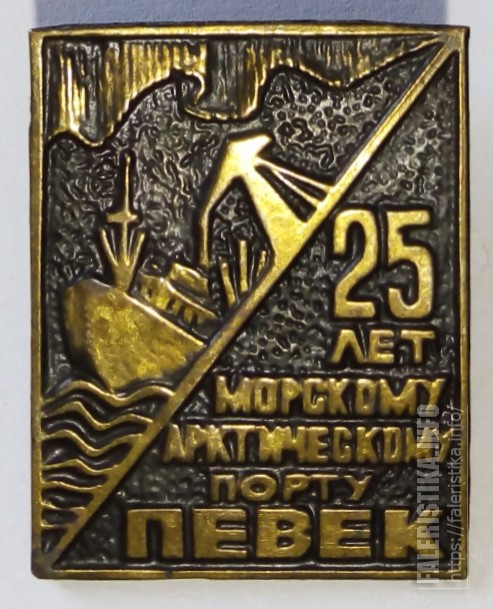 25
ЛЕТ
МОРСКОМУ
АРКТИЧЕСКОМУ
ПОРТУ
ПЕВЕК
FALERISTIKA.INFO
https://faleristika.info/